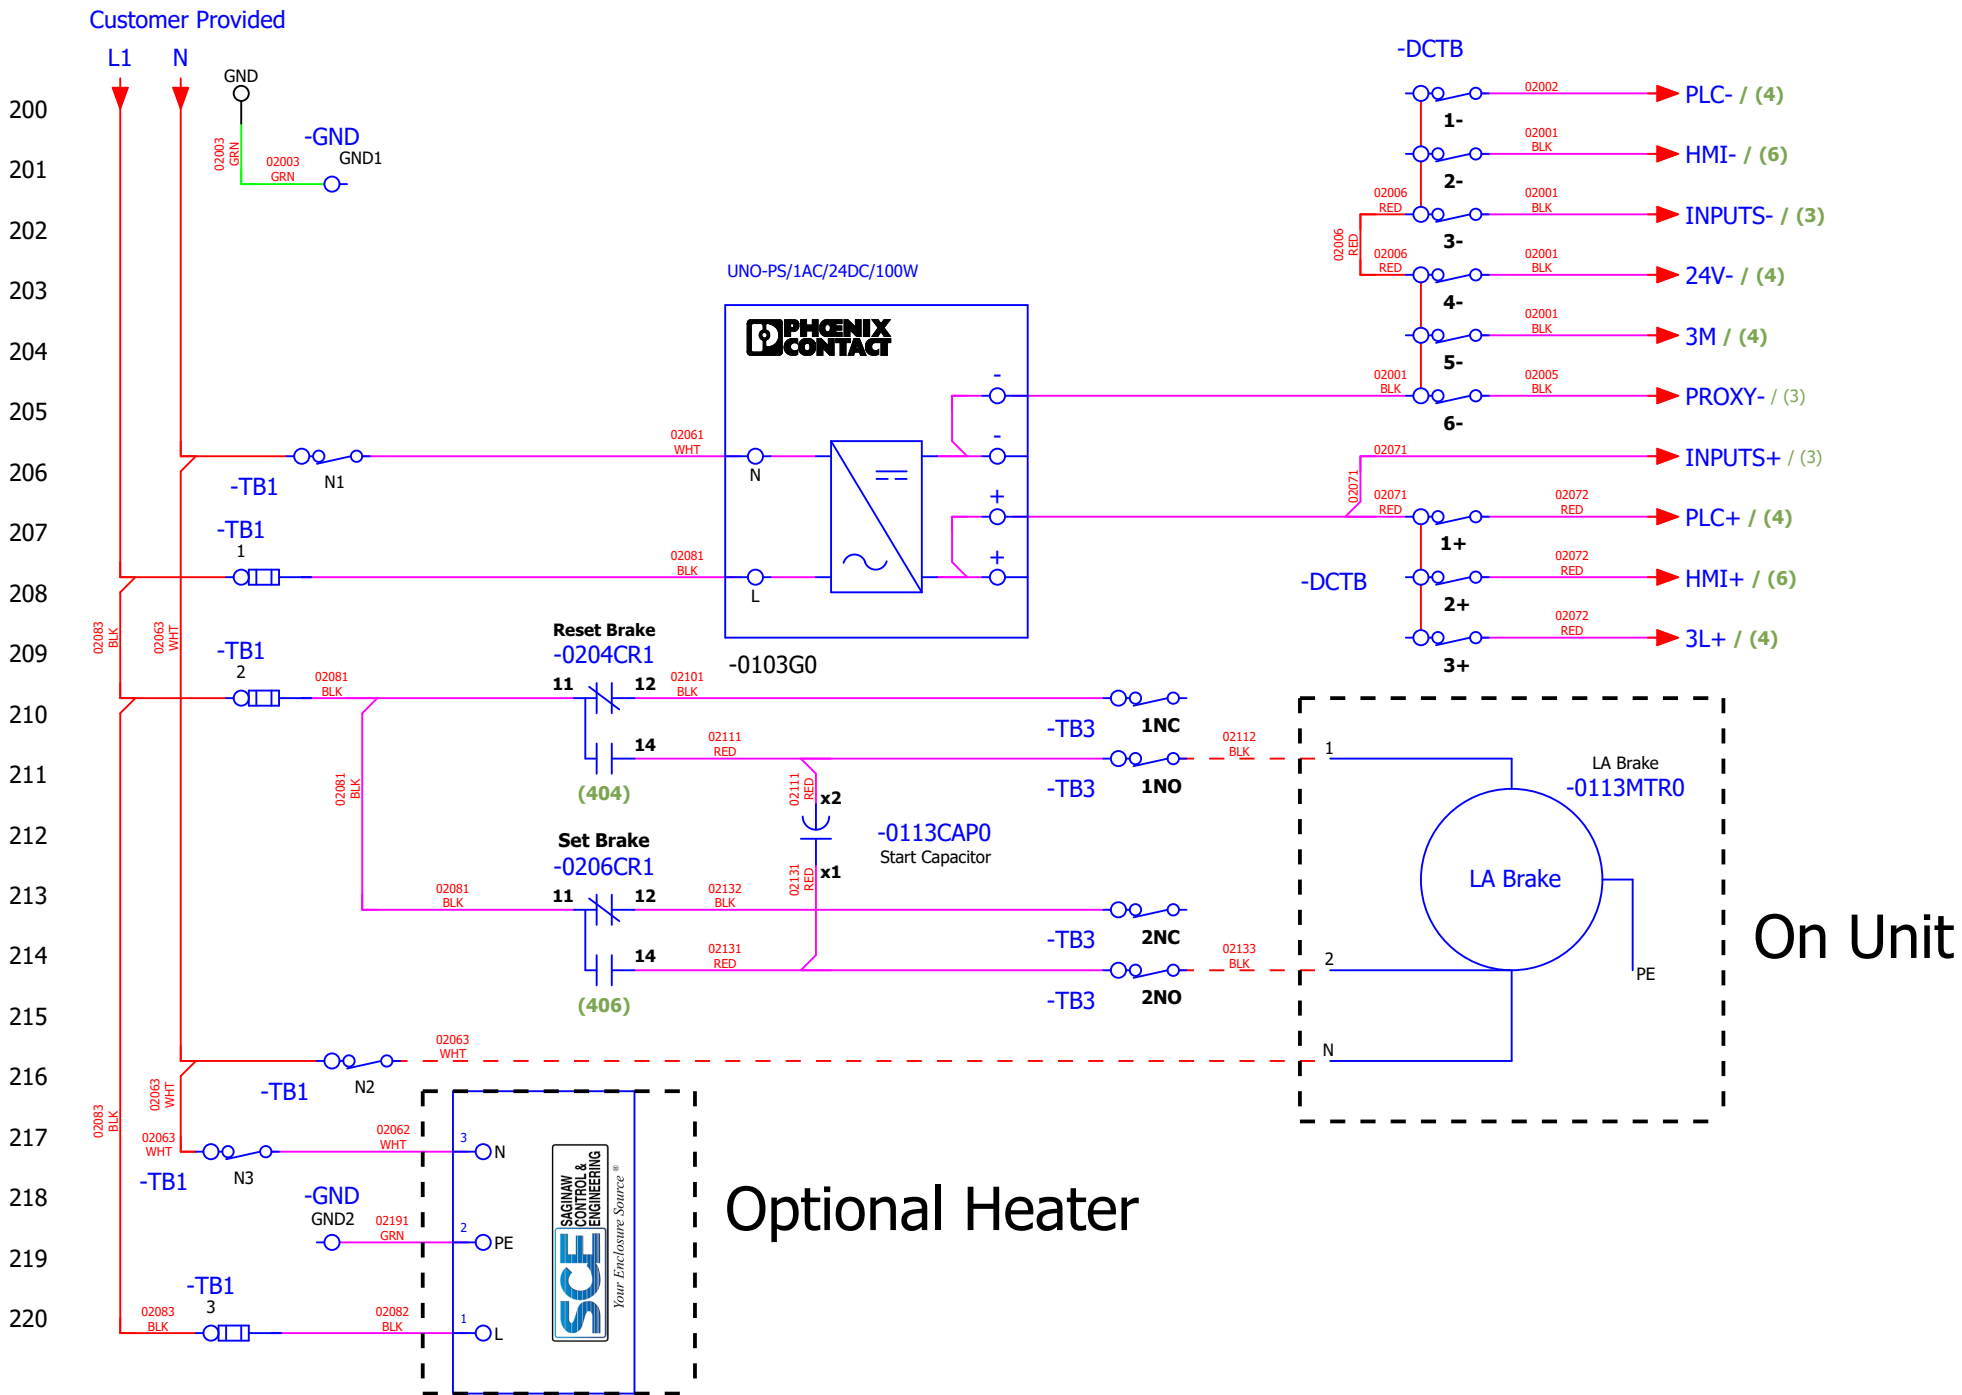 Customer Provided
L1
N
GND
-GND
GND1
02003
GRN
02003
GRN
200
201
202
203
204
205
206
207
208
209
210
211
212
213
214
215
216
217
218
219
220
-DCTB
02002
PLC- / (4)
1-
02001
BLK
HMI- / (6)
2-
02006
RED
02001
BLK
INPUTS- / (3)
3-
02006
RED
02006
RED
02001
BLK
24V- / (4)
4-
02001
BLK
3M / (4)
5-
02001
BLK
02005
BLK
PROXY- / (3)
6-
02071
INPUTS+ / (3)
02071
02071
RED
02072
RED
PLC+ / (4)
1+
-DCTB
02072
RED
HMI+ / (6)
2+
02072
RED
3L+ / (4)
3+
UNO-PS/1AC/24DC/100W
PHŒNIX
CONTACT
-
-
+
+
N
L
-0103G0
02061
WHT
-TB1
N1
-TB1
1
02081
BLK
02083
BLK
02063
WHT
-TB1
2
02081
BLK
Reset Brake
-0204CR1
11
12
02101
BLK
-TB3
1NC
14
02111
RED
(404)
-TB3
1NO
02112
BLK
02081
BLK
02111
RED
x2
-0113CAP0
Start Capacitor
02131
RED
x1
Set Brake
-0206CR1
02081
BLK
11
12
02132
BLK
-TB3
2NC
14
02131
RED
(406)
-TB3
2NO
02133
BLK
1
LA Brake
-0113MTR0
LA Brake
2
PE
N
On Unit
02063
WHT
-TB1
N2
02063
WHT
02083
BLK
02063
WHT
-TB1
N3
02062
WHT
3
N
-GND
GND2
02191
GRN
2
PE
-TB1
3
02083
BLK
02082
BLK
1
L
SCE
SAGINAW
CONTROL &
ENGINEERING
Your Enclosure Source ®
Optional Heater